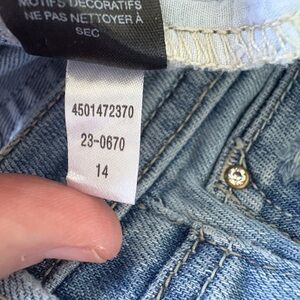 MOTIFS DÉCORATIFS
NE PAS NETTOYER À
SEC
4501472370
23-0670
14